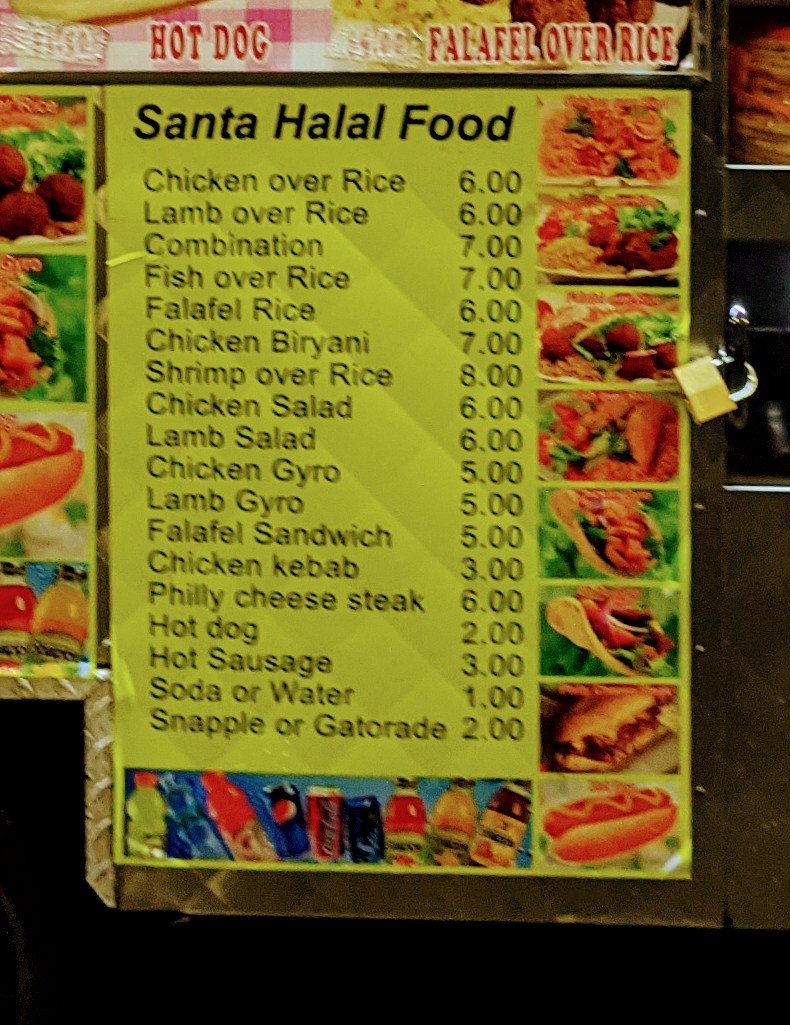 HOT DOG
FALAFEL OVER RICE
Santa Halal Food
Chicken over Rice 6.00
Lamb over Rice 6.00
Combination 7.00
Fish over Rice 7.00
Falafel Rice 6.00
Chicken Biryani 7.00
Shrimp over Rice 8.00
Chicken Salad 6.00
Lamb Salad 6.00
Chicken Gyro 5.00
Lamb Gyro 5.00
Falafel Sandwich 5.00
Chicken kebab 3.00
Philly cheese steak 6.00
Hot dog 2.00
Hot Sausage 3.00
Soda or Water 1.00
Snapple or Gatorade 2.00